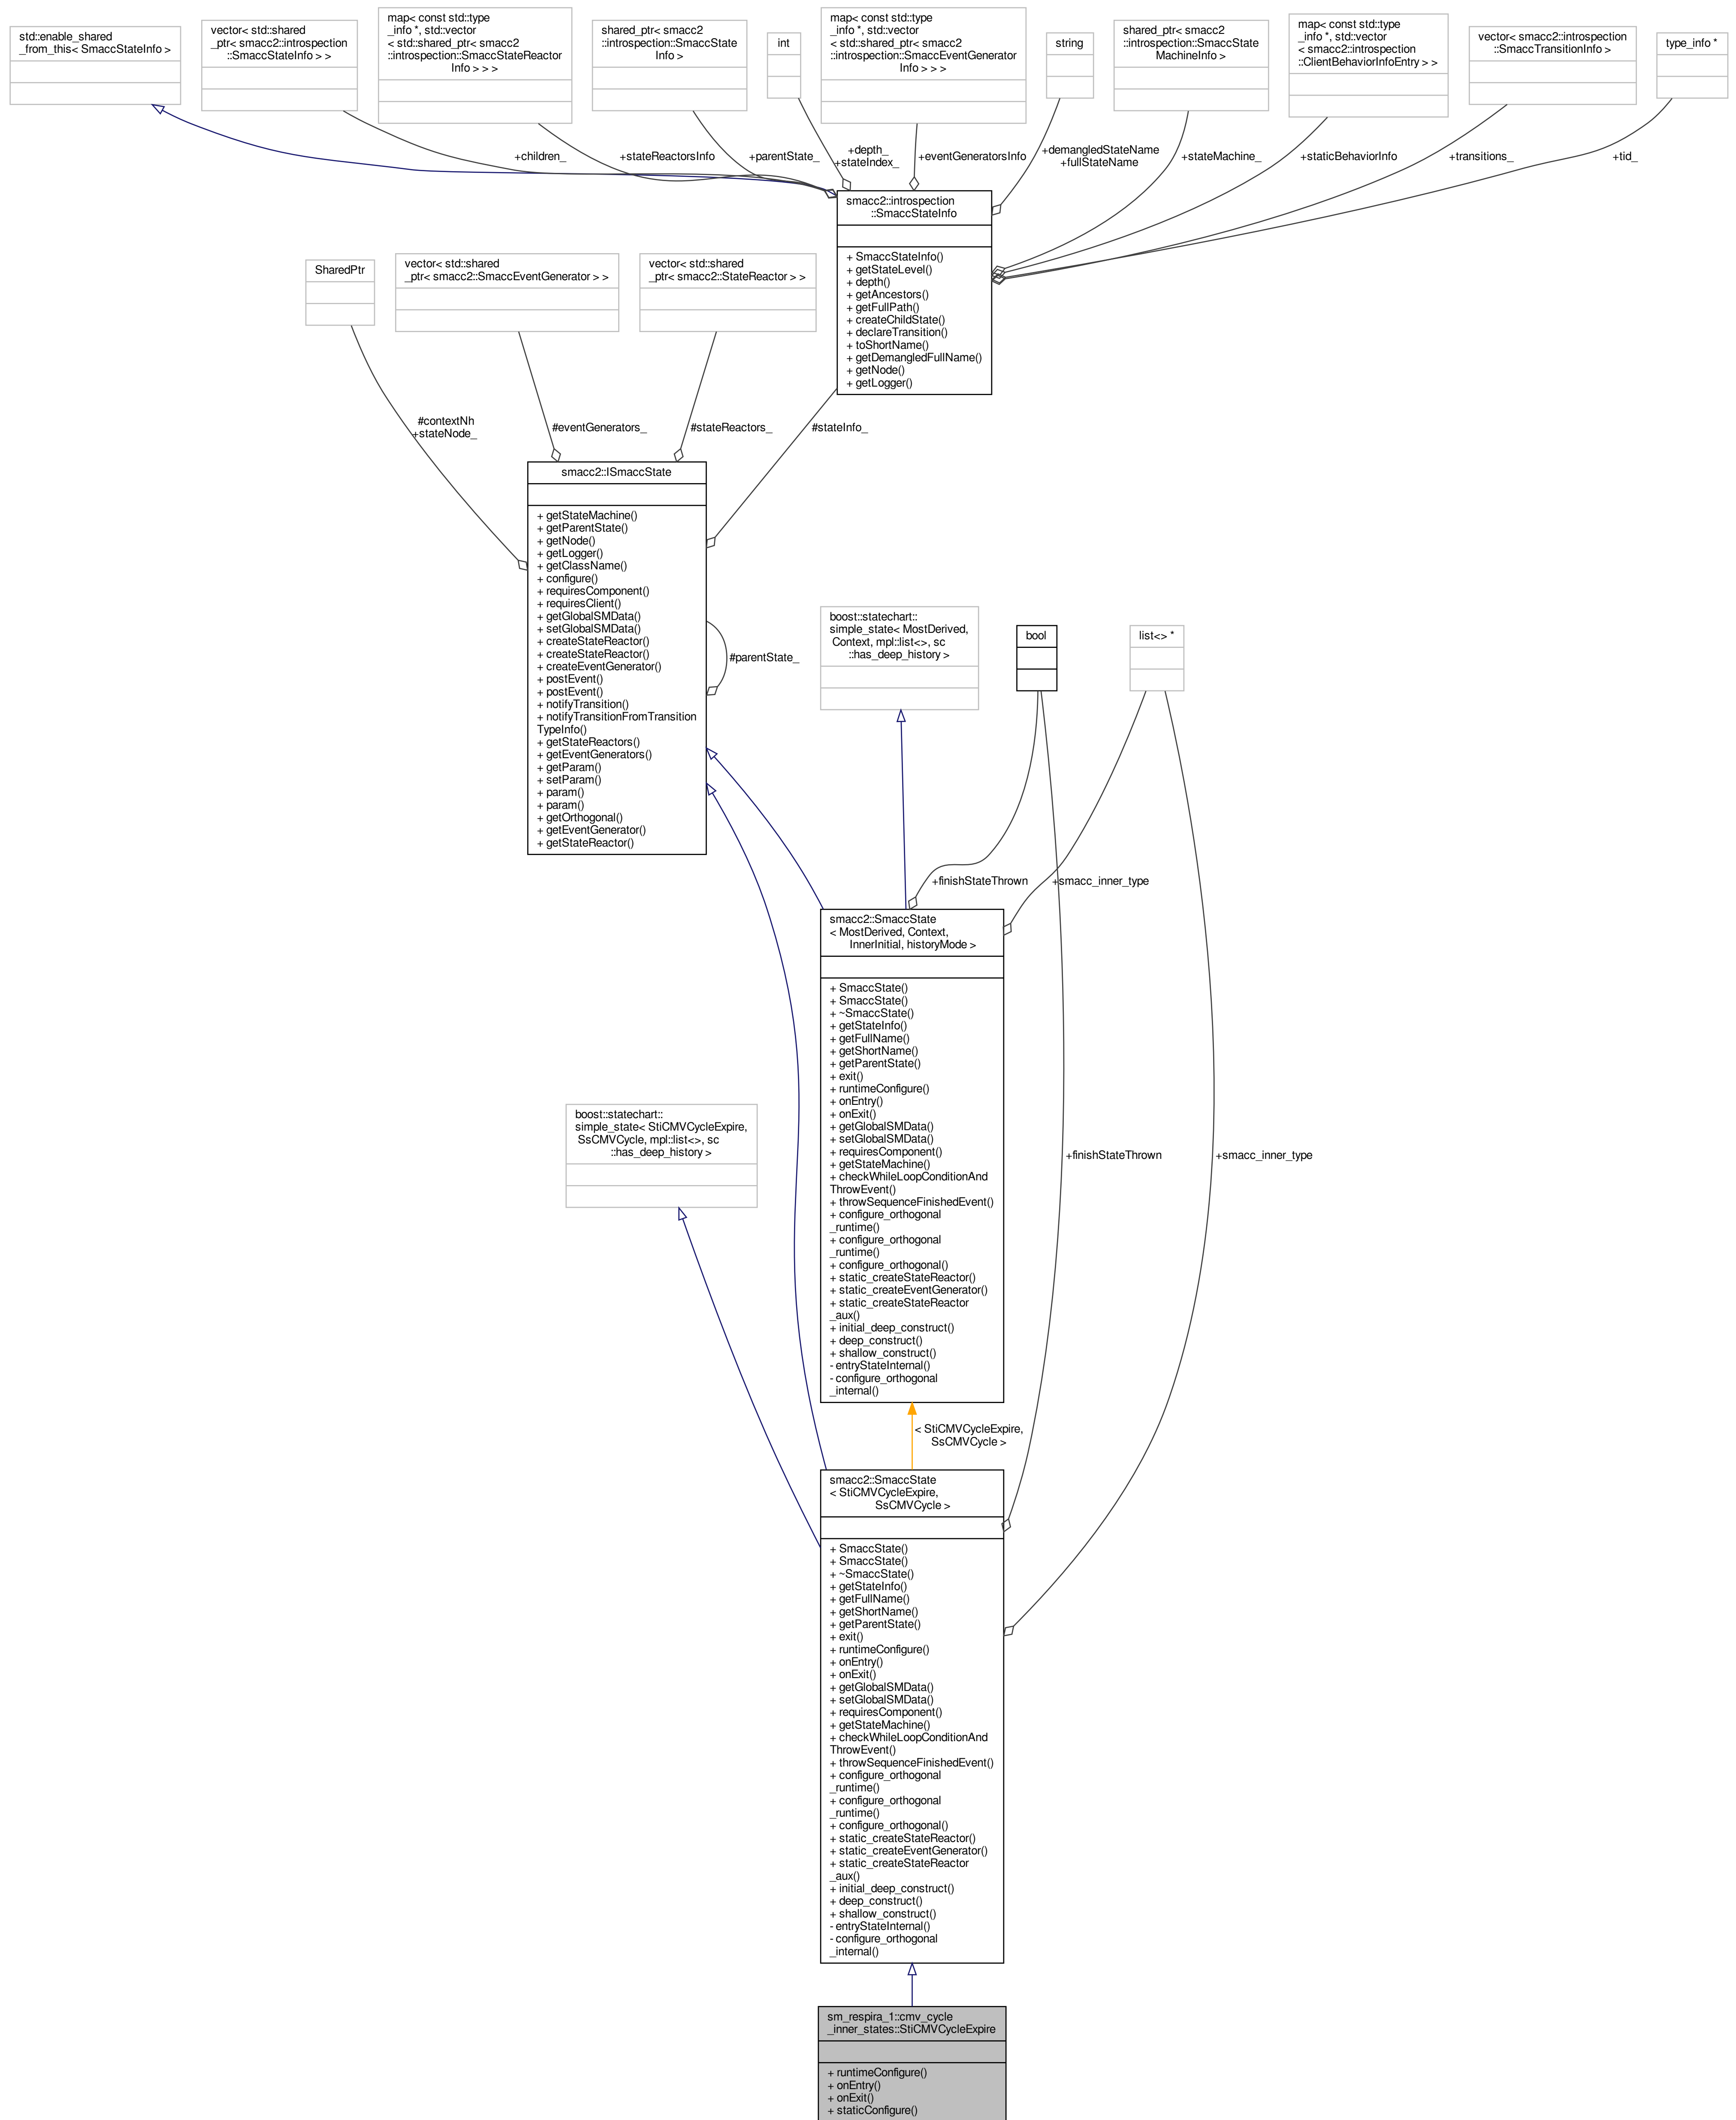 std::enable_shared
_from_this< SmaccStateInfo >
vector< std::shared
_ptr< smacc2::introspection
::SmaccStateInfo > >
map< const std::type
_info *, std::vector
< std::shared_ptr< smacc2
::introspection::SmaccStateReactor
Info > > >
shared_ptr< smacc2
::introspection::SmaccState
Info >
int
map< const std::type
_info *, std::vector
< std::shared_ptr< smacc2
::introspection::SmaccEventGenerator
Info > > >
string
shared_ptr< smacc2
::introspection::SmaccState
MachineInfo >
map< const std::type
_info *, std::vector
< smacc2::introspection
::ClientBehaviorInfoEntry > >
vector< smacc2::introspection
::SmaccTransitionInfo >
type_info *
+children_
+stateReactorsInfo
+parentState_
+depth_
+stateIndex_
+eventGeneratorsInfo
+demangledStateName
+fullStateName
+stateMachine_
+staticBehaviorInfo
+transitions_
+tid_
smacc2::introspection
::SmaccStateInfo
+ SmaccStateInfo()
+ getStateLevel()
+ depth()
+ getAncestors()
+ getFullPath()
+ createChildState()
+ declareTransition()
+ toShortName()
+ getDemangledFullName()
+ getNode()
+ getLogger()
SharedPtr
vector< std::shared
_ptr< smacc2::SmaccEventGenerator > >
vector< std::shared
_ptr< smacc2::StateReactor > >
#contextNh
+stateNode_
#eventGenerators_
#stateReactors_
#stateInfo_
smacc2::ISmaccState
+ getStateMachine()
+ getParentState()
+ getNode()
+ getLogger()
+ getClassName()
+ configure()
+ requiresComponent()
+ requiresClient()
+ getGlobalSMData()
+ setGlobalSMData()
+ createStateReactor()
+ createStateReactor()
+ createEventGenerator()
+ postEvent()
+ postEvent()
+ notifyTransition()
+ notifyTransitionFromTransition
TypeInfo()
+ getStateReactors()
+ getEventGenerators()
+ getParam()
+ setParam()
+ param()
+ param()
+ getOrthogonal()
+ getEventGenerator()
+ getStateReactor()
#parentState_
boost::statechart::
simple_state< MostDerived,
Context, mpl::list<>, sc
::has_deep_history >
bool
list<> *
+finishStateThrown
+smacc_inner_type
smacc2::SmaccState
< MostDerived, Context,
InnerInitial, historyMode >
+ SmaccState()
+ SmaccState()
+ ~SmaccState()
+ getStateInfo()
+ getFullName()
+ getShortName()
+ getParentState()
+ exit()
+ runtimeConfigure()
+ onEntry()
+ onExit()
+ getGlobalSMData()
+ setGlobalSMData()
+ requiresComponent()
+ getStateMachine()
+ checkWhileLoopConditionAnd
ThrowEvent()
+ throwSequenceFinishedEvent()
+ configure_orthogonal
_runtime()
+ configure_orthogonal
_runtime()
+ configure_orthogonal()
+ static_createStateReactor()
+ static_createEventGenerator()
+ static_createStateReactor
_aux()
+ initial_deep_construct()
+ deep_construct()
+ shallow_construct()
- entryStateInternal()
- configure_orthogonal
_internal()
boost::statechart::
simple_state< StiCMVCycleExpire,
SsCMVCycle, mpl::list<>, sc
::has_deep_history >
+finishStateThrown
+smacc_inner_type
< StiCMVCycleExpire,
SsCMVCycle >
smacc2::SmaccState
< StiCMVCycleExpire,
SsCMVCycle >
+ SmaccState()
+ SmaccState()
+ ~SmaccState()
+ getStateInfo()
+ getFullName()
+ getShortName()
+ getParentState()
+ exit()
+ runtimeConfigure()
+ onEntry()
+ onExit()
+ getGlobalSMData()
+ setGlobalSMData()
+ requiresComponent()
+ getStateMachine()
+ checkWhileLoopConditionAnd
ThrowEvent()
+ throwSequenceFinishedEvent()
+ configure_orthogonal
_runtime()
+ configure_orthogonal
_runtime()
+ configure_orthogonal()
+ static_createStateReactor()
+ static_createEventGenerator()
+ static_createStateReactor
_aux()
+ initial_deep_construct()
+ deep_construct()
+ shallow_construct()
- entryStateInternal()
- configure_orthogonal
_internal()
sm_respira_1::cmv_cycle
_inner_states::StiCMVCycleExpire
+ runtimeConfigure()
+ onEntry()
+ onExit()
+ staticConfigure()